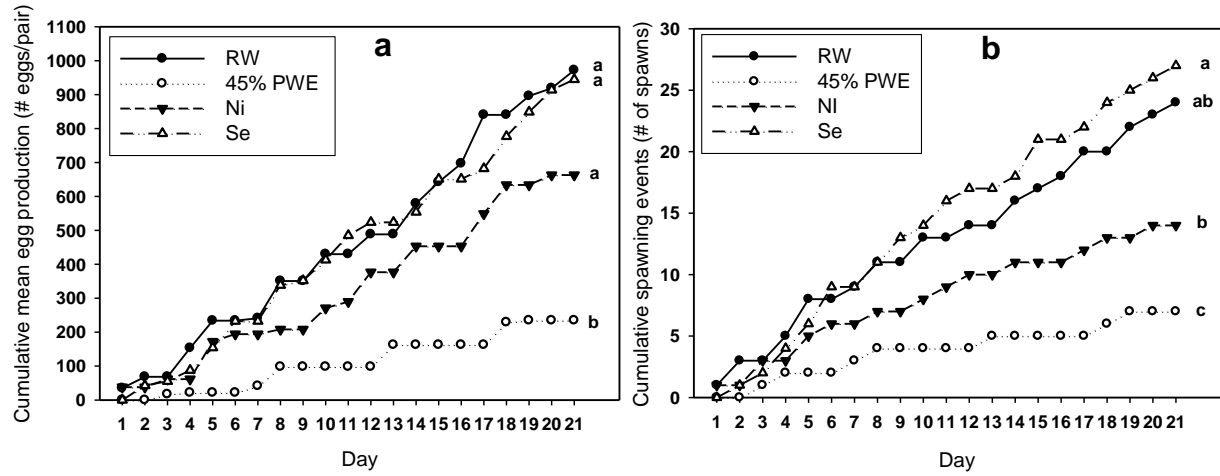 Cumulative mean egg production (# eggs/pair)
1100
1000
900
800
700
600
500
400
300
200
100
0
RW
45% PWE
Ni
Se
a
a
a
a
b
1 2 3 4 5 6 7 8 9 10 11 12 13 14 15 16 17 18 19 20 21
Day
Cumulative spawning events (# of spawns)
30
25
20
15
10
5
0
RW
45% PWE
NI
Se
b
a
ab
b
c
1 2 3 4 5 6 7 8 9 10 11 12 13 14 15 16 17 18 19 20 21
Day